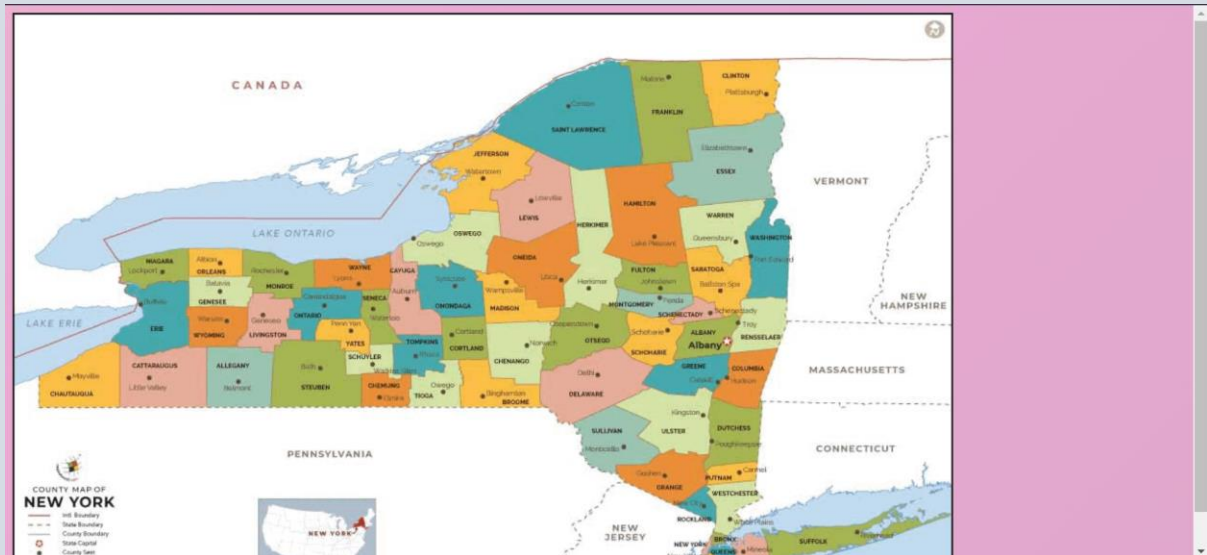 CANADA
CLINTON
Malone
Plattsburgh
FRANKLIN
Canton
SAINT LAWRENCE
Elizabethtown
JEFFERSON
ESSEX
Watertown
VERMONT
Lowville
HAMILTON
LEWIS
WARREN
HERKIMER
LAKE ONTARIO
OSWEGO
Oswego
Lake Pleasant
Queensbury
WASHINGTON
ONEIDA
NIAGARA
Albion
Rochester
WAYNE
CAYUGA
FULTON
SARATOGA
Fort Edward
Lockport
ORLEANS
Lyons
Syracuse
Utica
Herkimer
Johnstown
Ballston Spa
Batavia
MONROE
Wampsville
NEW
HAMPSHIRE
Buffalo
GENESEE
Canandaigua
SENECA
Auburn
ONONDAGA
MADISON
MONTGOMERY
Fonda
SCHENECTADY
Schenectady
LAKE ERIE
ERIE
Warsaw
Geneseo
ONTARIO
Waterloo
Cooperstown
Troy
WYOMING
LIVINGSTON
Penn Yan
YATES
Cortland
TOMPKINS
CORTLAND
Norwich
OTSEGO
Schoharie
SCHOHARIE
ALBANY
Albany
RENSSELAER
SCHUYLER
Ithaca
CHENANGO
CATTARAUGUS
ALLEGANY
Bath
Watkins Glen
GREENE
COLUMBIA
MASSACHUSETTS
Mayville
Little Valley
Belmont
STEUBEN
CHEMUNG
Elmira
Owego
TIOGA
Binghamton
BROOME
Delhi
DELAWARE
Catskill
Hudson
CHAUTAUQUA
Kingston
SULLIVAN
ULSTER
DUTCHESS
Monticello
Poughkeepsie
CONNECTICUT
PENNSYLVANIA
Goshen
Carmel
PUTNAM
ORANGE
WESTCHESTER
COUNTY MAP OF
NEW YORK
New City
ROCKLAND
White Plains
Int'l. Boundary
State Boundary
County Boundary
State Capital
County Seat
NEW YORK
NEW
JERSEY
BRONX
NEW YORK
QUEENS
Mineola
SUFFOLK
Riverhead